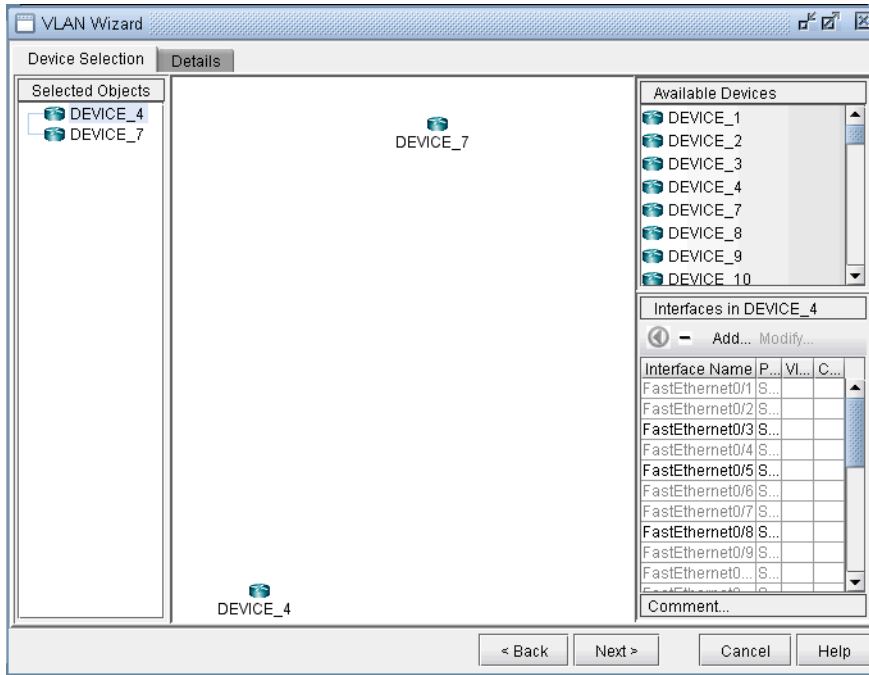 VLAN Wizard
Device Selection
Details
Selected Objects
DEVICE_4
DEVICE_7
DEVICE_7
DEVICE_4
Available Devices
DEVICE_1
DEVICE_2
DEVICE_3
DEVICE_4
DEVICE_7
DEVICE_8
DEVICE_9
DEVICE_10
Interfaces in DEVICE_4
Add... Modify...
Interface Name P... Vl... C...
FastEthernet0/1 S...
FastEthernet0/2 S...
FastEthernet0/3 S...
FastEthernet0/4 S...
FastEthernet0/5 S...
FastEthernet0/6 S...
FastEthernet0/7 S...
FastEthernet0/8 S...
FastEthernet0/9 S...
FastEthernet0... S...
Comment...
< Back Next > Cancel Help